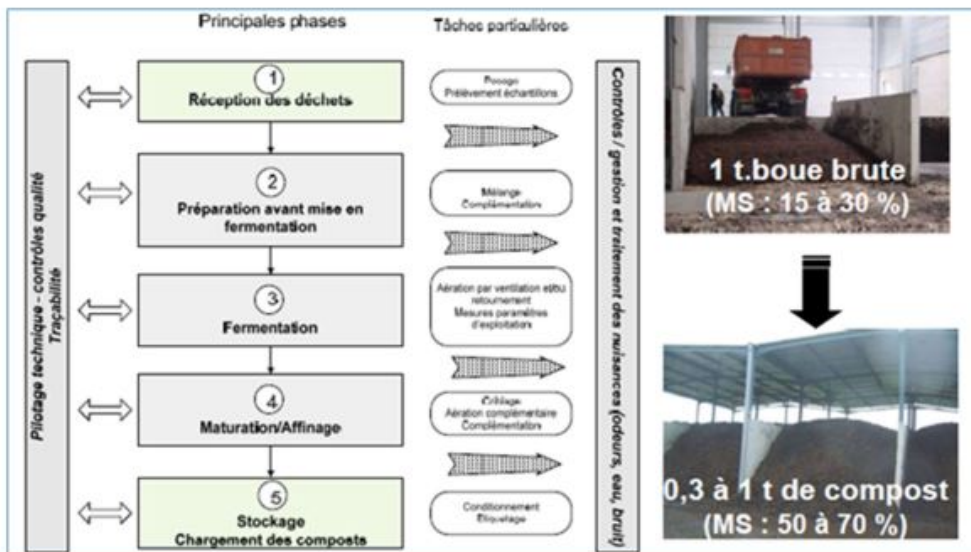 Principales phases
Tâches particulières
Pilotage technique - contrôles qualité
Traçabilité
1
Réception des déchets
Pesage
Prélèvement échantillons
2
Préparation avant mise en
fermentation
Mélange
Complémentation
3
Fermentation
Aération par ventilation et/ou
retournement
Mesures paramètres
d'exploitation
4
Maturation/Affinage
Criblage
Aération complémentaire
Complémentation
5
Stockage
Chargement des composts
Conditionnement
Etiquetage
Contrôles / gestion et traitement des nuisances (odeurs, eau, bruit)
1 t.boue brute
(MS : 15 à 30 %)
0,3 à 1 t de compost
(MS : 50 à 70 %)